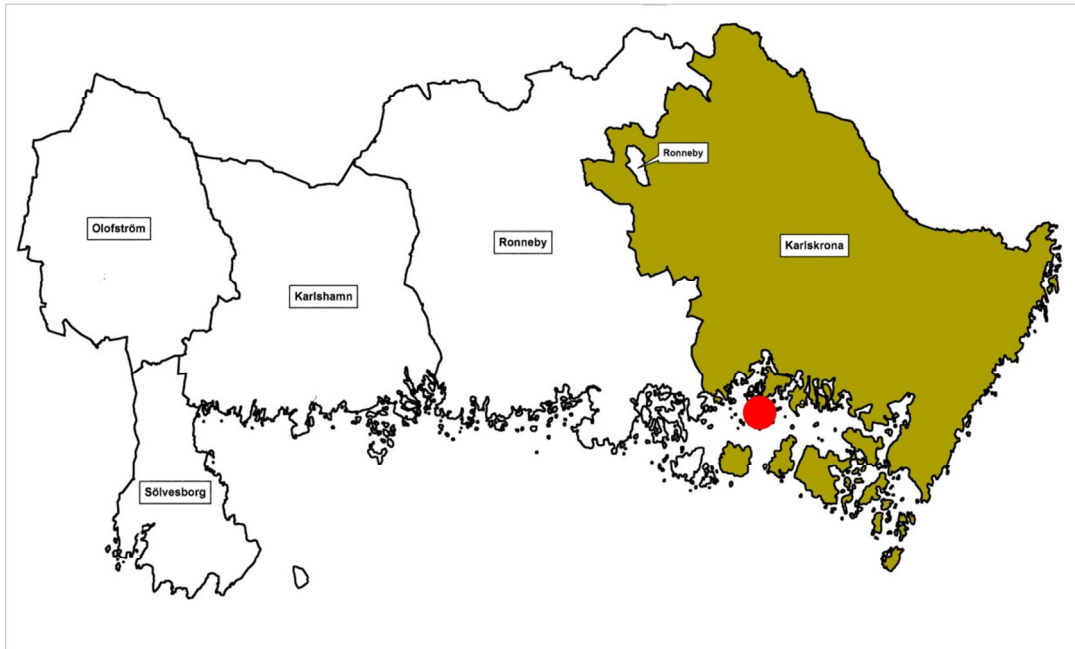 Ronneby
Olofström
Ronneby
Karlskrona
Karlshamn
Sölvesborg